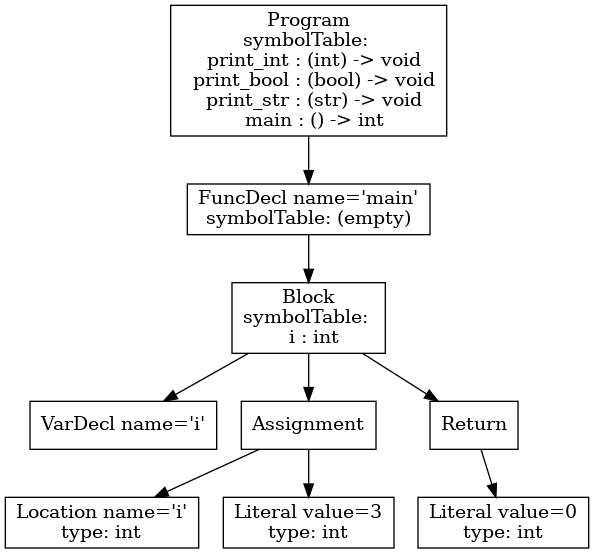 Program
symbolTable:
print_int : (int) -> void
print_bool : (bool) -> void
print_str : (str) -> void
main : () -> int
FuncDecl name='main'
symbolTable: (empty)
Block
symbolTable:
i : int
VarDecl name='i'
Assignment
Return
Location name='i'
type: int
Literal value=3
type: int
Literal value=0
type: int